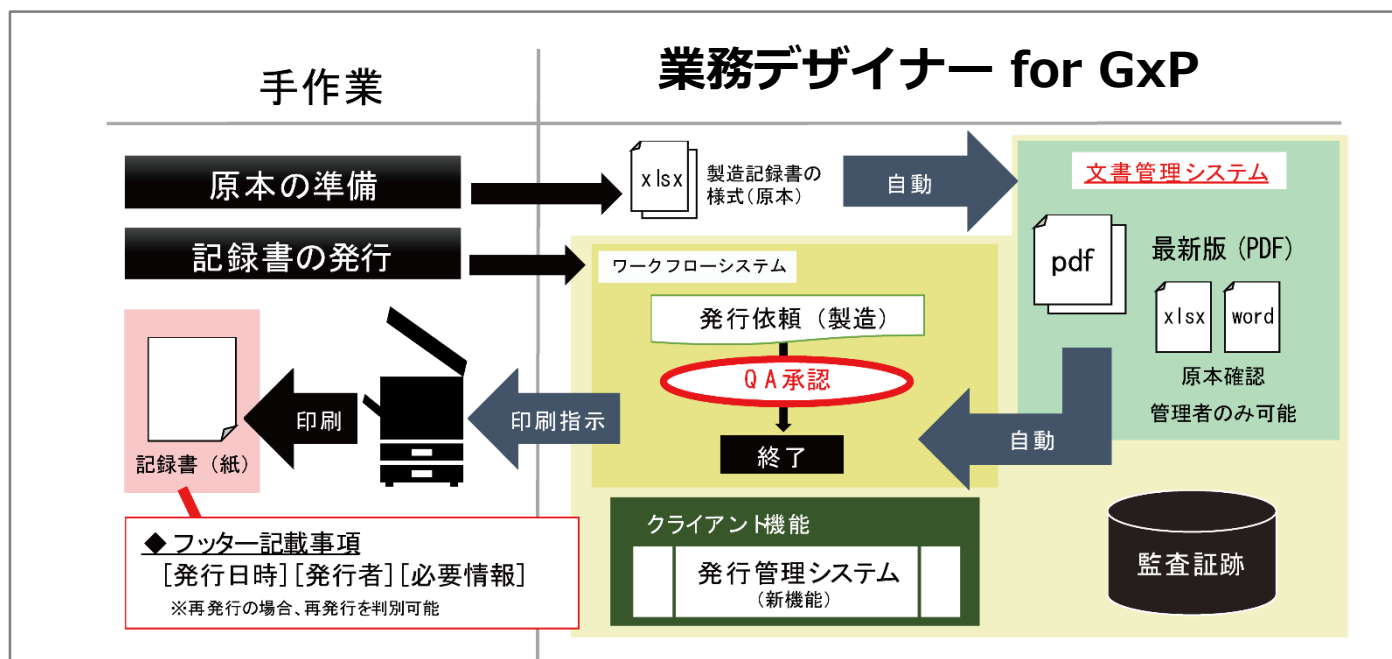 手作業
業務デザイナー for GxP
原本の準備
xlsx
製造記録書の
様式(原本)
自動
文書管理システム
記録書の発行
ワークフローシステム
pdf
最新版(PDF)
xlsx
word
原本確認
管理者のみ可能
発行依頼(製造)
QA承認
終了
自動
印刷指示
印刷
記録書(紙)
◆ フッター記載事項
[発行日時][発行者][必要情報]
※再発行の場合、再発行を判別可能
クライアント機能
発行管理システム
(新機能)
監査証跡